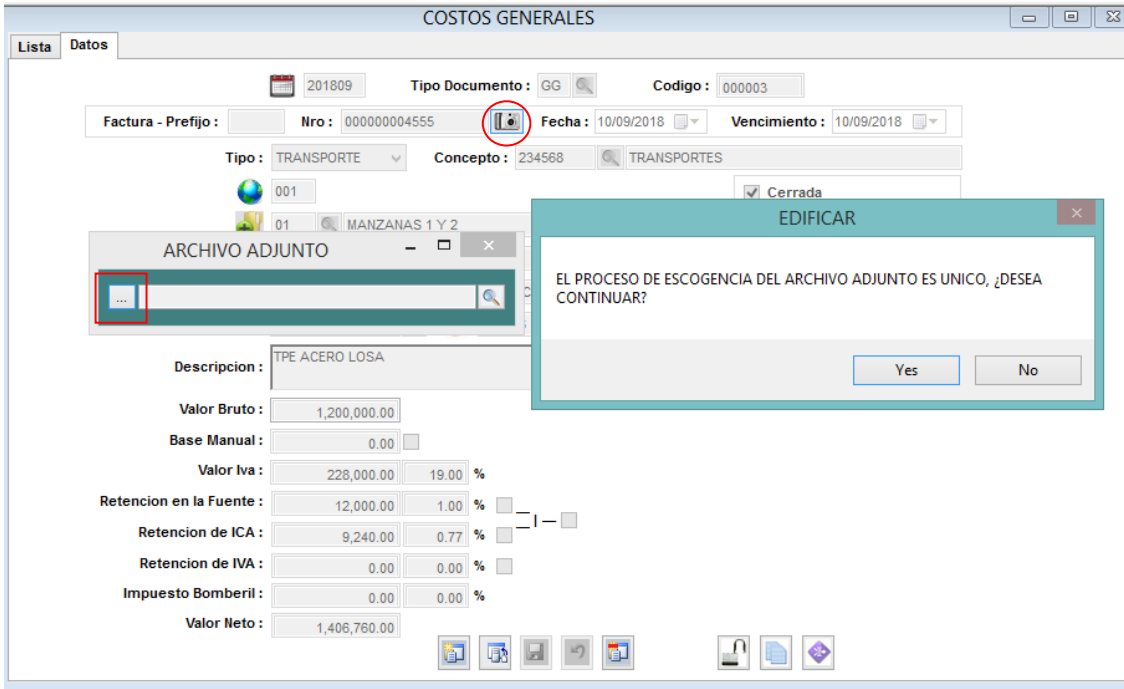 COSTOS GENERALES
Lista Datos
201809 Tipo Documento : GG Codigo : 000003
Factura - Prefijo : Nro : 000000004555 Fecha : 10/09/2018 Vencimiento : 10/09/2018
Tipo : TRANSPORTE Concepto : 234568 TRANSPORTES
001 Cerrada
01 MANZANAS 1 Y 2
EDIFICAR
ARCHIVO ADJUNTO
...
EL PROCESO DE ESCOGENCIA DEL ARCHIVO ADJUNTO ES UNICO, ¿DESEA
CONTINUAR?
Yes No
Descripcion : TPE ACERO LOSA
Valor Bruto : 1,200,000.00
Base Manual : 0.00
Valor Iva : 228,000.00 19.00 %
Retencion en la Fuente : 12,000.00 1.00 %
Retencion de ICA : 9,240.00 0.77 %
Retencion de IVA : 0.00 0.00 %
Impuesto Bomberil : 0.00 0.00 %
Valor Neto : 1,406,760.00